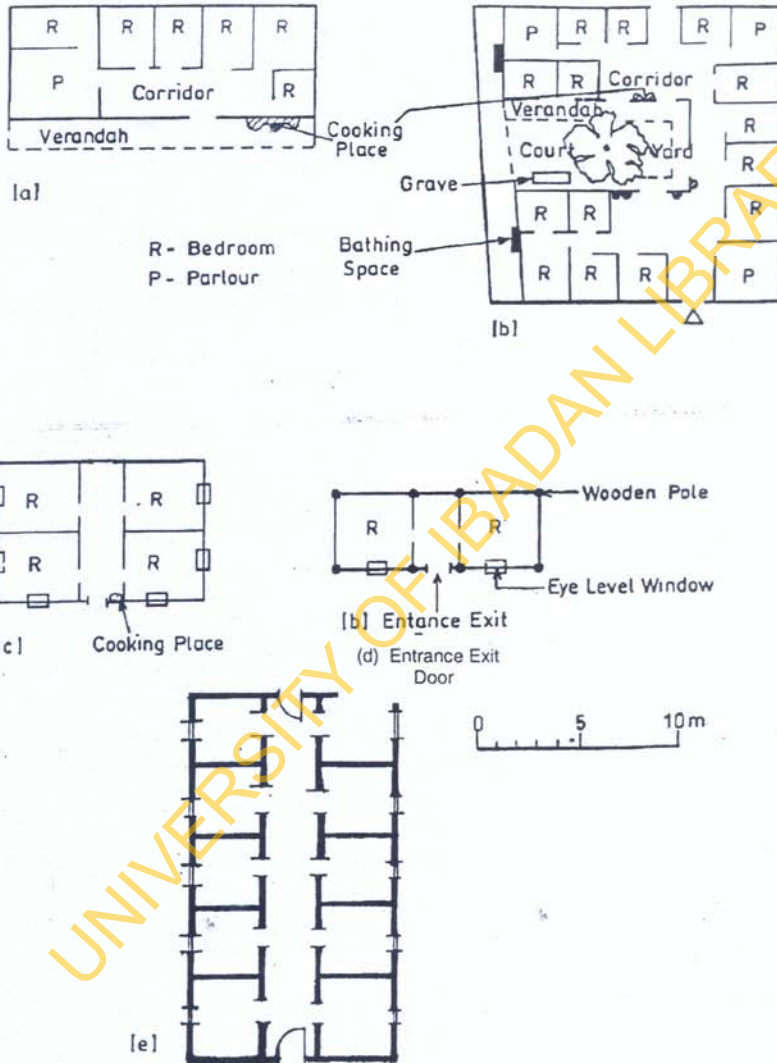 R R R R R
P Corridor R
Verandah
[a]
P R R R P
R R Corridor R
Verandah R
Court Yard R
R R R
R R R P
[b]
Cooking
Place
Grave
Bathing
Space
R - Bedroom
P - Parlour
R R
R R
c]
Cooking Place
R R
Wooden Pole
Eye Level Window
[b] Entance Exit
(d) Entrance Exit
Door
0 5 10m
[e]
UNIVERSITY OF IBADAN LIBRAR